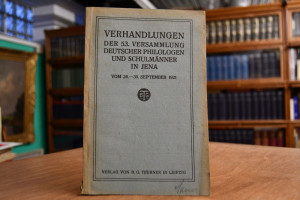 VERHANDLUNGEN
DER 53. VERSAMMLUNG
DEUTSCHER PHILOLOGEN
UND SCHULMÄNNER
IN JENA
VOM 26.—30. SEPTEMBER 1921
VERLAG VON B. G. TEUBNER IN LEIPZIG